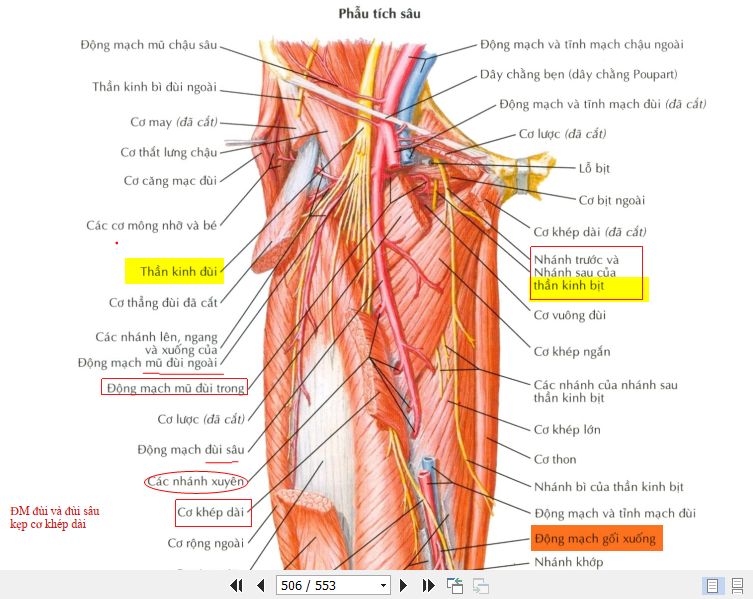 Phẫu tích sâu
Động mạch mũ chậu sâu
Thần kinh bì đùi ngoài
Cơ may (đã cắt)
Cơ thắt lưng chậu
Cơ căng mạc đùi
Các cơ mông nhỡ và bé
Thần kinh đùi
Cơ thẳng đùi đã cắt
Các nhánh lên, ngang
và xuống của
Động mạch mũ đùi ngoài
Động mạch mũ đùi trong
Cơ lược (đã cắt)
Động mạch đùi sâu
Các nhánh xuyên
Cơ khép dài
Cơ rộng ngoài
ĐM đùi và đùi sâu
kẹp cơ khép dài
Động mạch và tĩnh mạch chậu ngoài
Dây chằng bẹn (dây chằng Poupart)
Động mạch và tĩnh mạch đùi (đã cắt)
Cơ lược (đã cắt)
Lỗ bịt
Cơ bịt ngoài
Cơ khép dài (đã cắt)
Nhánh trước và
Nhánh sau của
thần kinh bịt
Cơ vuông đùi
Cơ khép ngắn
Các nhánh của nhánh sau
thần kinh bịt
Cơ khép lớn
Cơ thon
Nhánh bì của thần kinh bịt
Động mạch và tỉnh mạch đùi
Động mạch gối xuống
Nhánh khớp
506 / 553